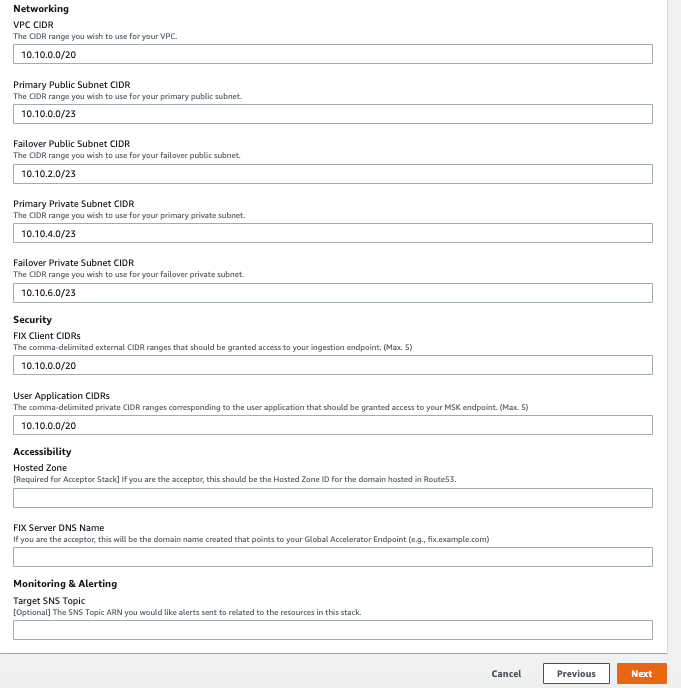 Networking
VPC CIDR
The CIDR range you wish to use for your VPC.
10.10.0.0/20
Primary Public Subnet CIDR
The CIDR range you wish to use for your primary public subnet.
10.10.0.0/23
Failover Public Subnet CIDR
The CIDR range you wish to use for your failover public subnet.
10.10.2.0/23
Primary Private Subnet CIDR
The CIDR range you wish to use for your primary private subnet.
10.10.4.0/23
Failover Private Subnet CIDR
The CIDR range you wish to use for your failover private subnet.
10.10.6.0/23
Security
FIX Client CIDRs
The comma-delimited external CIDR ranges that should be granted access to your ingestion endpoint. (Max. 5)
10.10.0.0/20
User Application CIDRs
The comma-delimited private CIDR ranges corresponding to the user application that should be granted access to your MSK endpoint. (Max. 5)
10.10.0.0/20
Accessibility
Hosted Zone
[Required for Acceptor Stack] If you are the acceptor, this should be the Hosted Zone ID for the domain hosted in Route53.
FIX Server DNS Name
If you are the acceptor, this will be the domain name created that points to your Global Accelerator Endpoint (e.g., fix.example.com)
Monitoring & Alerting
Target SNS Topic
[Optional] The SNS Topic ARN you would like alerts sent to related to the resources in this stack.
Cancel Previous Next